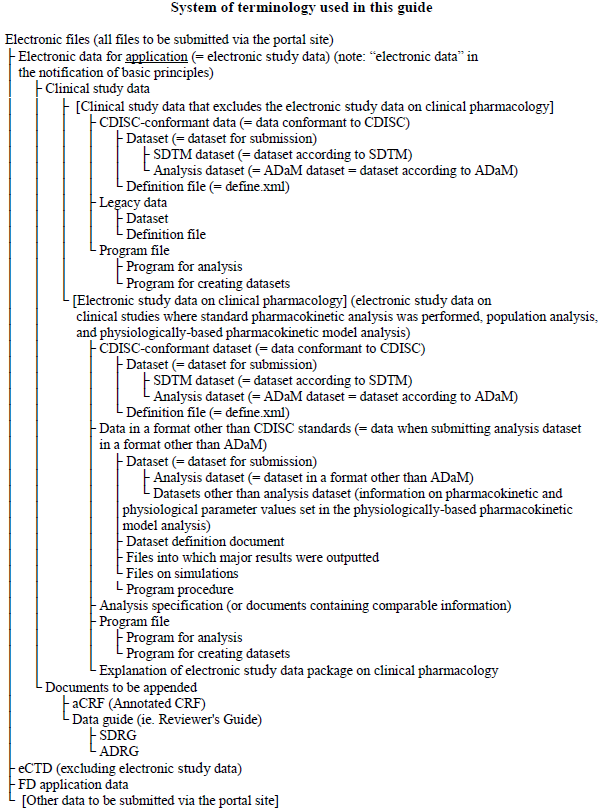 System of terminology used in this guide
Electronic files (all files to be submitted via the portal site)
Electronic data for application (= electronic study data) (note: “electronic data” in
the notification of basic principles)
Clinical study data
[Clinical study data that excludes the electronic study data on clinical pharmacology]
CDISC-conformant data (= data conformant to CDISC)
Dataset (= dataset for submission)
SDTM dataset (= dataset according to SDTM)
Analysis dataset (= ADaM dataset = dataset according to ADaM)
Definition file (= define.xml)
Legacy data
Dataset
Definition file
Program file
Program for analysis
Program for creating datasets
[Electronic study data on clinical pharmacology] (electronic study data on
clinical studies where standard pharmacokinetic analysis was performed, population analysis,
and physiologically-based pharmacokinetic model analysis)
CDISC-conformant dataset (= data conformant to CDISC)
Dataset (= dataset for submission)
SDTM dataset (= dataset according to SDTM)
Analysis dataset (= ADaM dataset = dataset according to ADaM)
Definition file (= define.xml)
Data in a format other than CDISC standards (= data when submitting analysis dataset
in a format other than ADaM)
Dataset (= dataset for submission)
Analysis dataset (= dataset in a format other than ADaM)
Datasets other than analysis dataset (information on pharmacokinetic and
physiological parameter values set in the physiologically-based pharmacokinetic
model analysis)
Dataset definition document
Files into which major results were outputted
Files on simulations
Program procedure
Analysis specification (or documents containing comparable information)
Program file
Program for analysis
Program for creating datasets
Explanation of electronic study data package on clinical pharmacology
Documents to be appended
aCRF (Annotated CRF)
Data guide (ie. Reviewer's Guide)
SDRG
ADRG
eCTD (excluding electronic study data)
FD application data
[Other data to be submitted via the portal site]